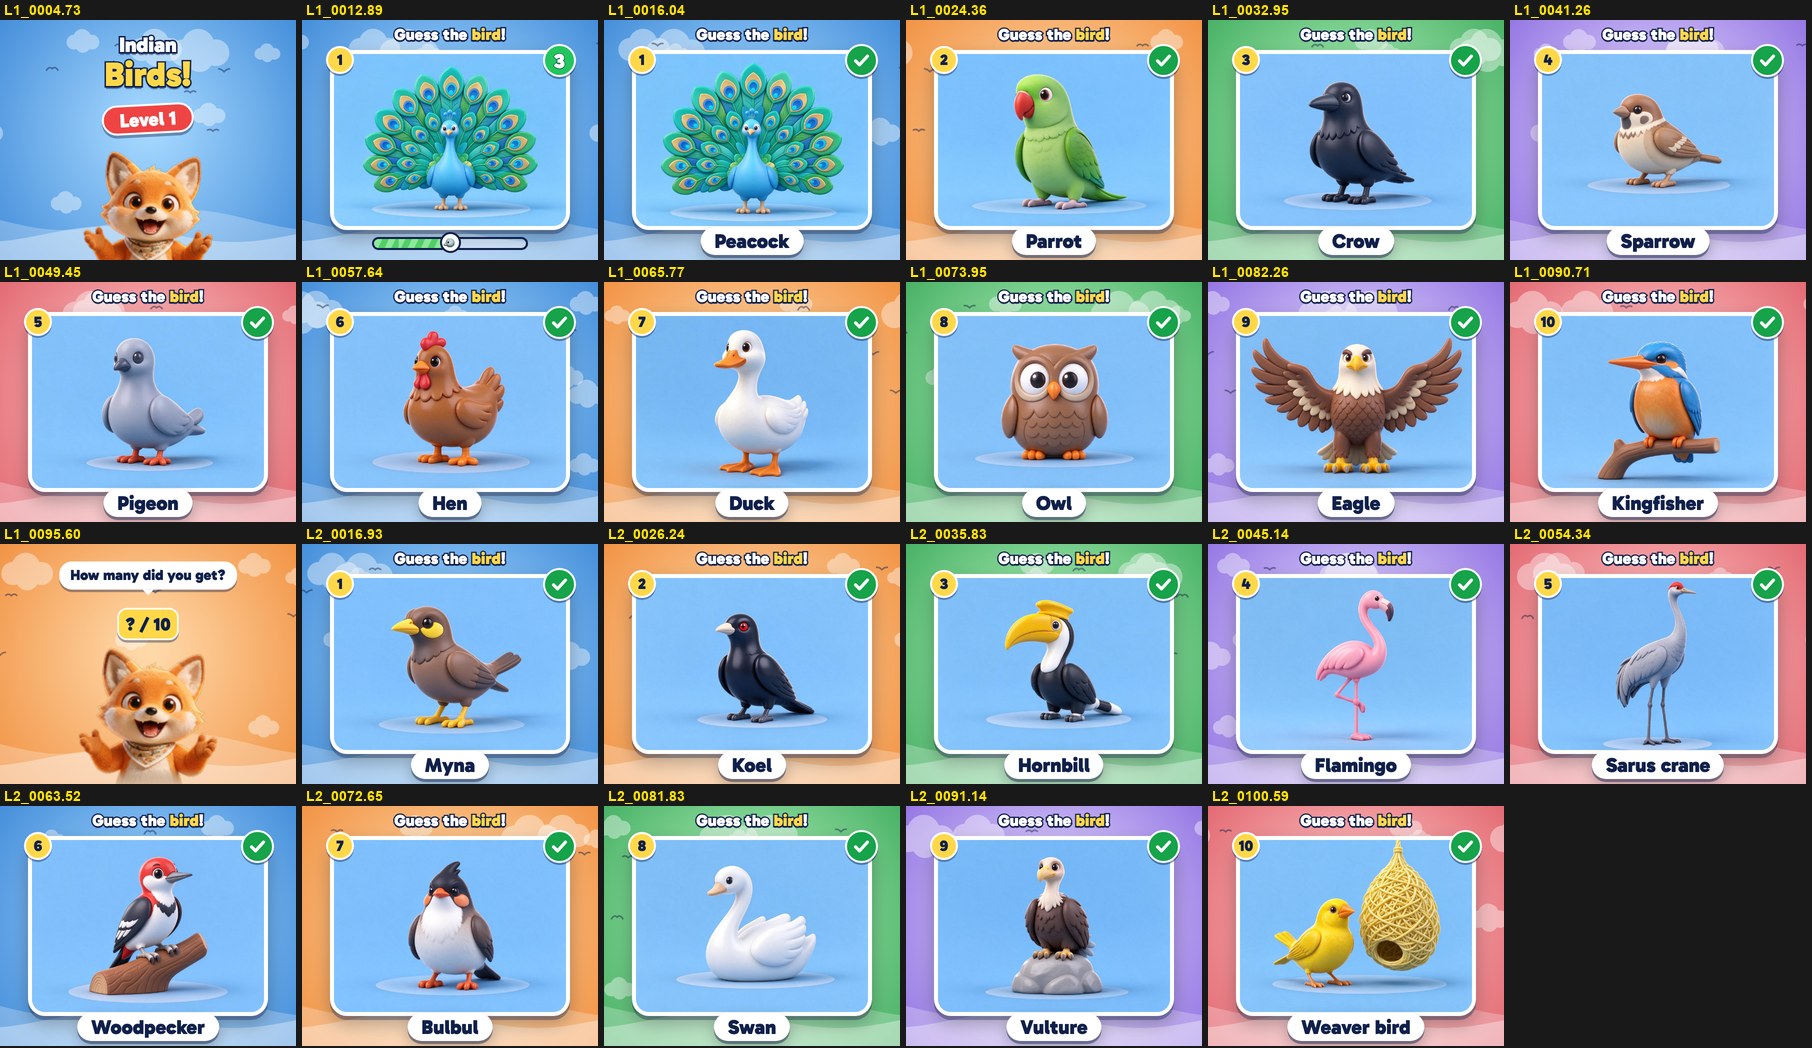 L1_0004.73
Indian
Birds!
Level 1
L1_0012.89
Guess the bird!
1
3
L1_0016.04
Guess the bird!
1
Peacock
L1_0024.36
Guess the bird!
2
Parrot
L1_0032.95
Guess the bird!
3
Crow
L1_0041.26
Guess the bird!
4
Sparrow
L1_0049.45
Guess the bird!
5
Pigeon
L1_0057.64
Guess the bird!
6
Hen
L1_0065.77
Guess the bird!
7
Duck
L1_0073.95
Guess the bird!
8
Owl
L1_0082.26
Guess the bird!
9
Eagle
L1_0090.71
Guess the bird!
10
Kingfisher
L1_0095.60
How many did you get?
? / 10
L2_0016.93
Guess the bird!
1
Myna
L2_0026.24
Guess the bird!
2
Koel
L2_0035.83
Guess the bird!
3
Hornbill
L2_0045.14
Guess the bird!
4
Flamingo
L2_0054.34
Guess the bird!
5
Sarus crane
L2_0063.52
Guess the bird!
6
Woodpecker
L2_0072.65
Guess the bird!
7
Bulbul
L2_0081.83
Guess the bird!
8
Swan
L2_0091.14
Guess the bird!
9
Vulture
L2_0100.59
Guess the bird!
10
Weaver bird